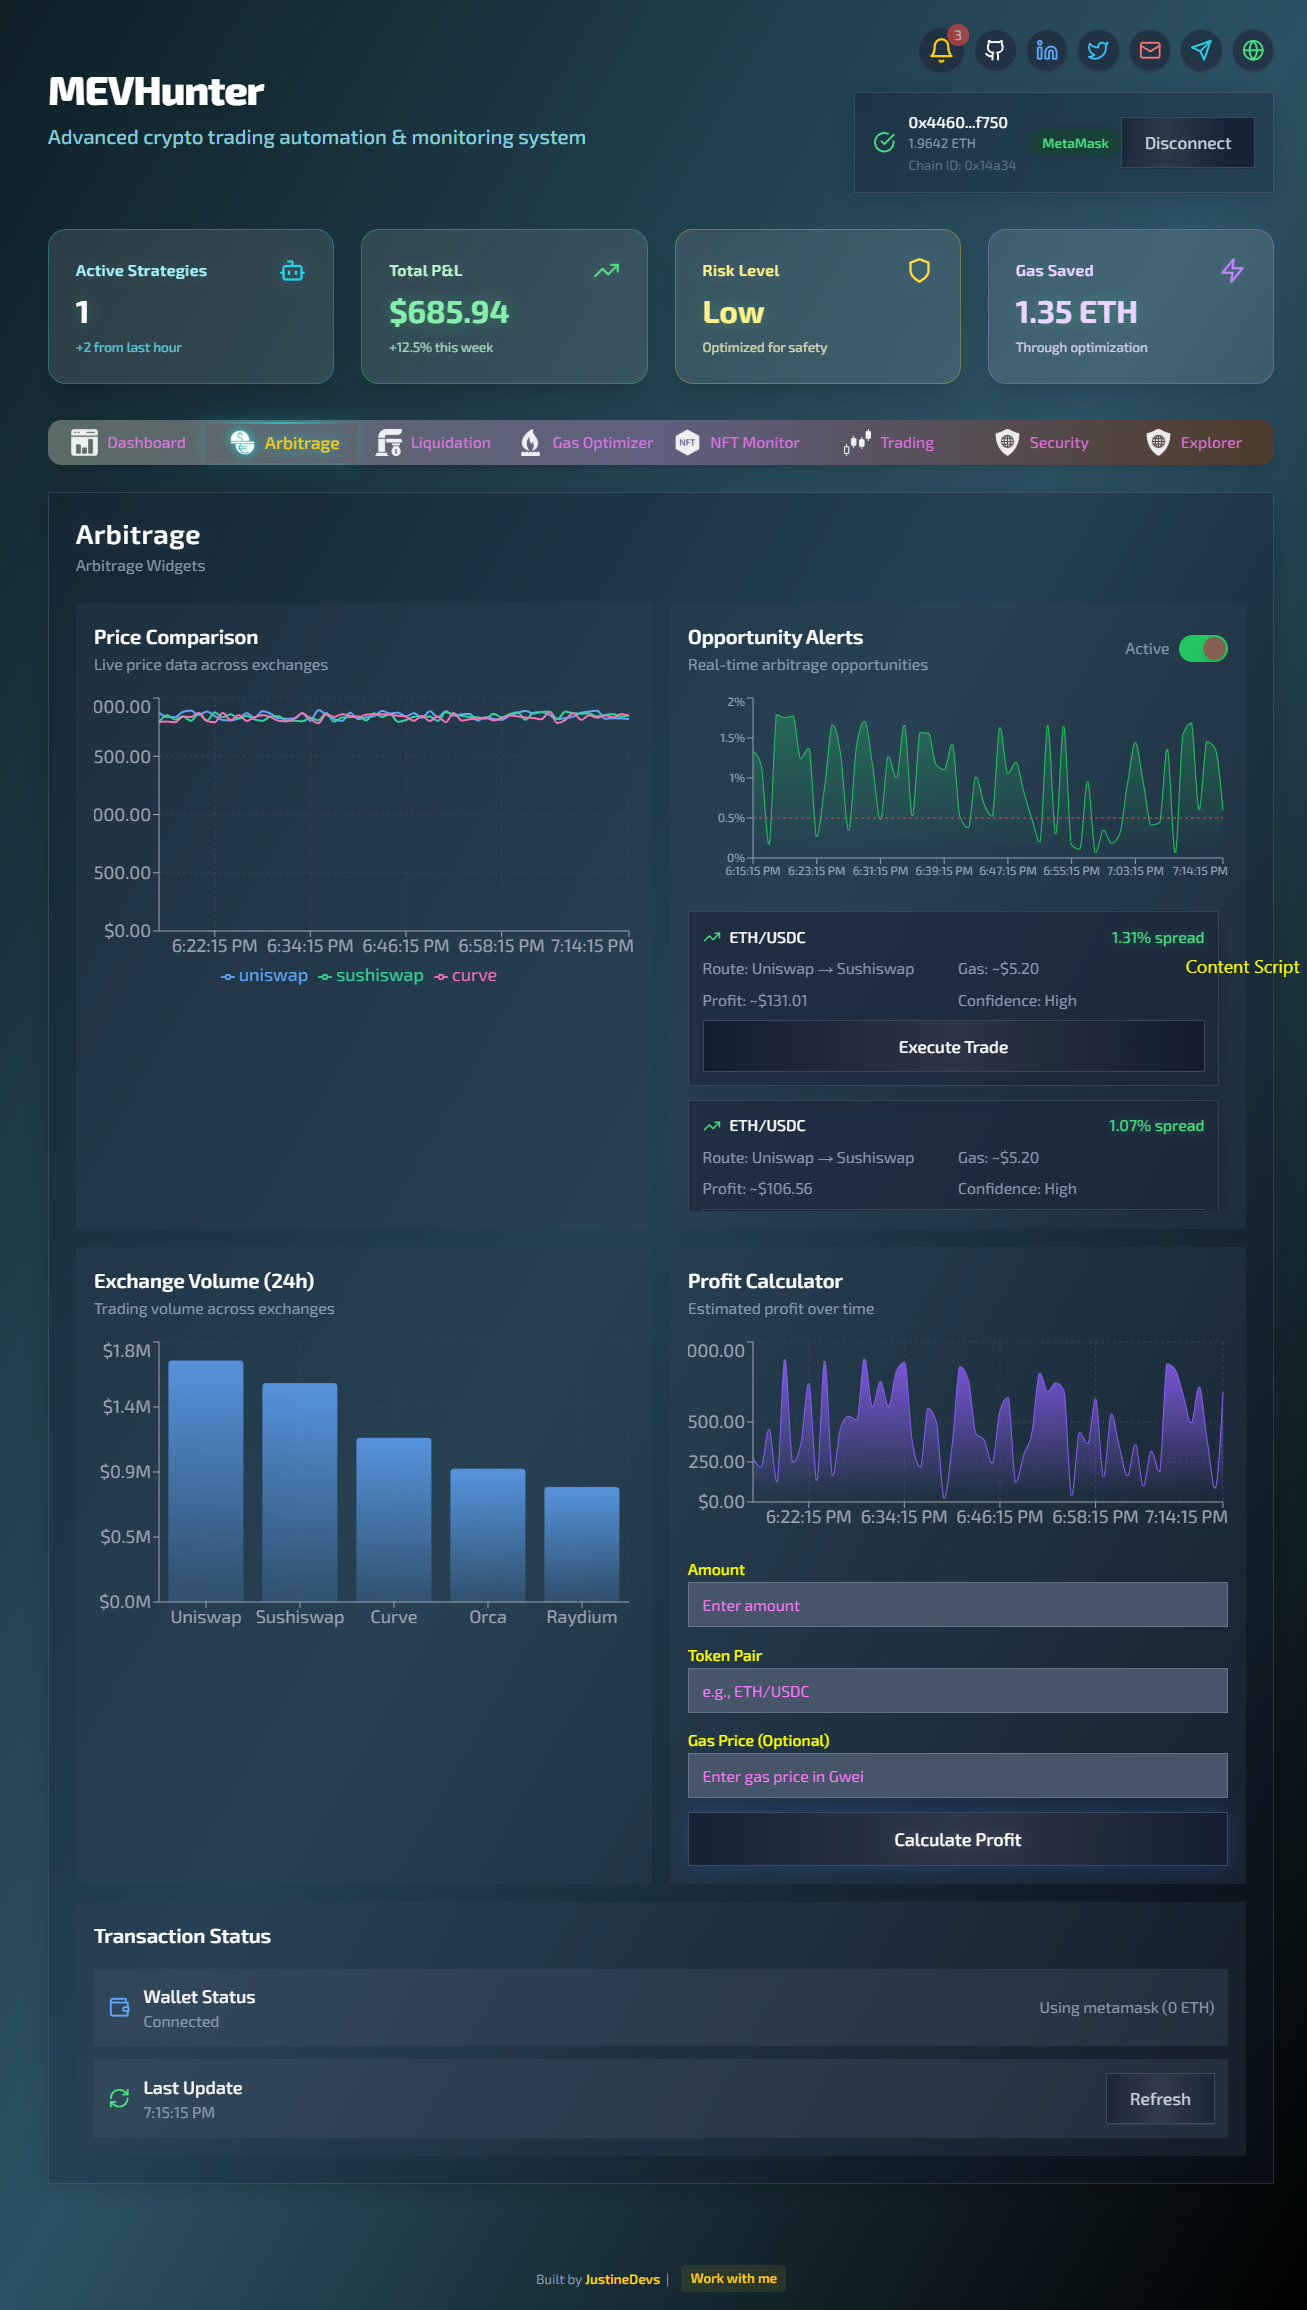 3
MEVHunter
Advanced crypto trading automation & monitoring system
0x4460...f750
1.9642 ETH
Chain ID: 0x14a34
MetaMask
Disconnect
Active Strategies
1
+2 from last hour
Total P&L
$685.94
+12.5% this week
Risk Level
Low
Optimized for safety
Gas Saved
1.35 ETH
Through optimization
Dashboard
Arbitrage
Liquidation
Gas Optimizer
NFT
NFT Monitor
Trading
Security
Explorer
Arbitrage
Arbitrage Widgets
Price Comparison
Live price data across exchanges
000.00
500.00
000.00
500.00
$0.00
6:22:15 PM 6:34:15 PM 6:46:15 PM 6:58:15 PM 7:14:15 PM
uniswap sushiswap curve
Opportunity Alerts
Real-time arbitrage opportunities
Active
2%
1.5%
1%
0.5%
0%
6:15:15 PM 6:23:15 PM 6:31:15 PM 6:39:15 PM 6:47:15 PM 6:55:15 PM 7:03:15 PM 7:14:15 PM
ETH/USDC
1.31% spread
Route: Uniswap → Sushiswap
Gas: ~$5.20
Content Script
Profit: ~$131.01
Confidence: High
Execute Trade
ETH/USDC
1.07% spread
Route: Uniswap → Sushiswap
Gas: ~$5.20
Profit: ~$106.56
Confidence: High
Exchange Volume (24h)
Trading volume across exchanges
$1.8M
$1.4M
$0.9M
$0.5M
$0.0M
Uniswap Sushiswap Curve Orca Raydium
Profit Calculator
Estimated profit over time
000.00
500.00
250.00
$0.00
6:22:15 PM 6:34:15 PM 6:46:15 PM 6:58:15 PM 7:14:15 PM
Amount
Enter amount
Token Pair
e.g., ETH/USDC
Gas Price (Optional)
Enter gas price in Gwei
Calculate Profit
Transaction Status
Wallet Status
Connected
Using metamask (0 ETH)
Last Update
7:15:15 PM
Refresh
Built by JustineDevs |
Work with me